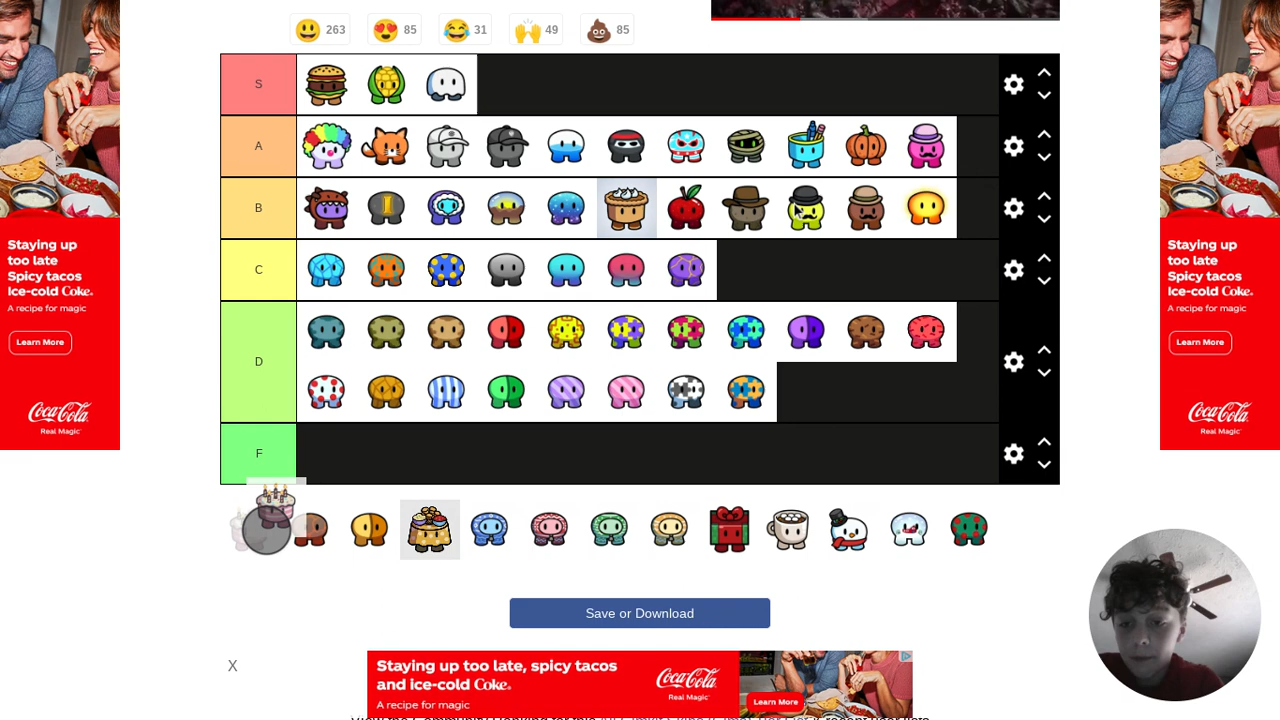 263
85
31
49
85
S
A
B
C
D
F
Staying up
too late
Spicy tacos
Ice-cold Coke®
A recipe for magic
Learn More
Coca-Cola
Real Magic™
Staying up
too late
Spicy tacos
Ice-cold Coke®
A recipe for magic
Learn More
Coca-Cola
Real Magic™
Save or Download
X
Staying up too late, spicy tacos
and ice-cold Coke®
A Recipe for Magic
Coca-Cola
Real Magic™
Learn More